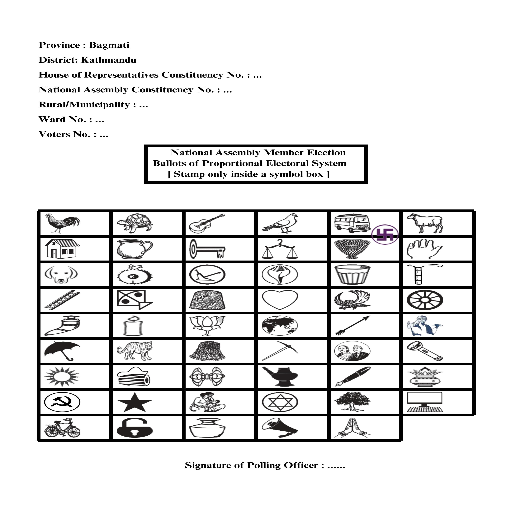 Province : Bagmati
District: Kathmandu
House of Representatives Constituency No. : ...
National Assembly Constituency No. : ...
Rural/Municipality : ...
Ward No. : ...
Voters No. : ...
National Assembly Member Election
Ballots of Proportional Electoral System
[ Stamp only inside a symbol box ]
Signature of Polling Officer : ......